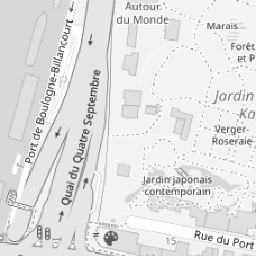 Autour
du Monde
Marais
Forêt
et P
Jardin
Ka
Verger-
Roseraie
Port de Boulogne-Billancourt
Quai du Quatre Septembre
Jardin japonais
contemporain
15
Rue du Port